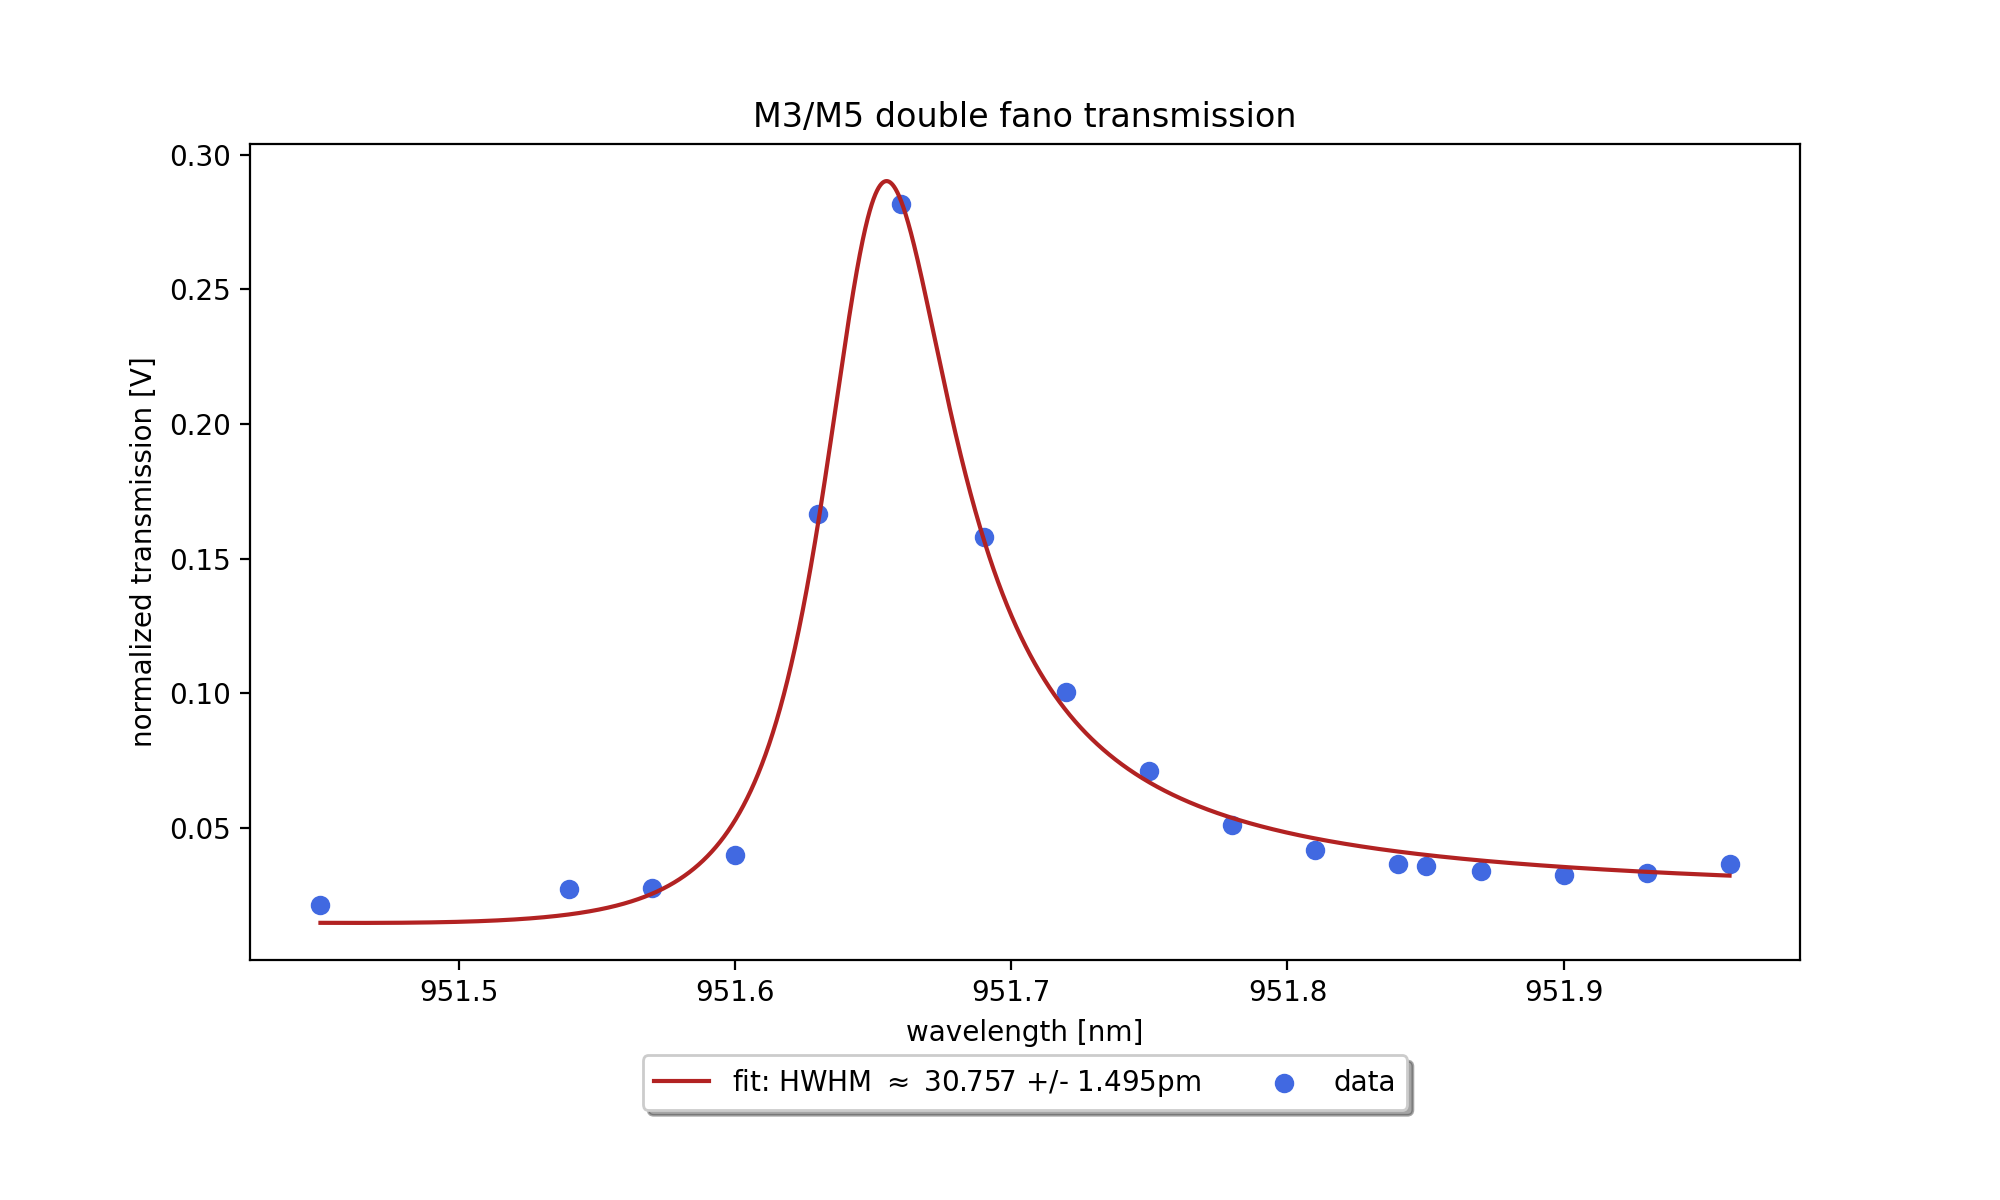 M3/M5 double fano transmission
0.30
0.25
0.20
0.15
0.10
0.05
normalized transmission [V]
951.5 951.6 951.7 951.8 951.9
wavelength [nm]
fit: HWHM ≈ 30.757 +/- 1.495pm data